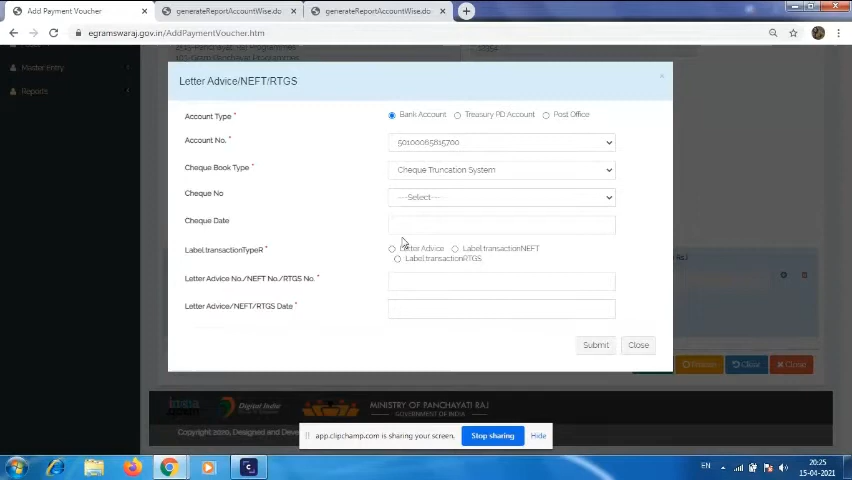 Add Payment Voucher
generateReportAccountWise.do
generateReportAccountWise.do
egramswaraj.gov.in/AddPaymentVoucher.htm
Master Entry
Reports
Letter Advice/NEFT/RTGS
Account Type *
Bank Account
Treasury PD Account
Post Office
Account No. *
50100065815700
Cheque Book Type *
Cheque Truncation System
Cheque No
---Select---
Cheque Date
Label.transactionTypeR *
Letter Advice
Label.transactionNEFT
Label.transactionRTGS
Letter Advice No./NEFT No./RTGS No. *
Letter Advice/NEFT/RTGS Date *
Submit
Close
Close
Digital India
MINISTRY OF PANCHAYATI RAJ
GOVERNMENT OF INDIA
app.clipchamp.com is sharing your screen.
Stop sharing
Hide
EN
20:25
15-04-2021